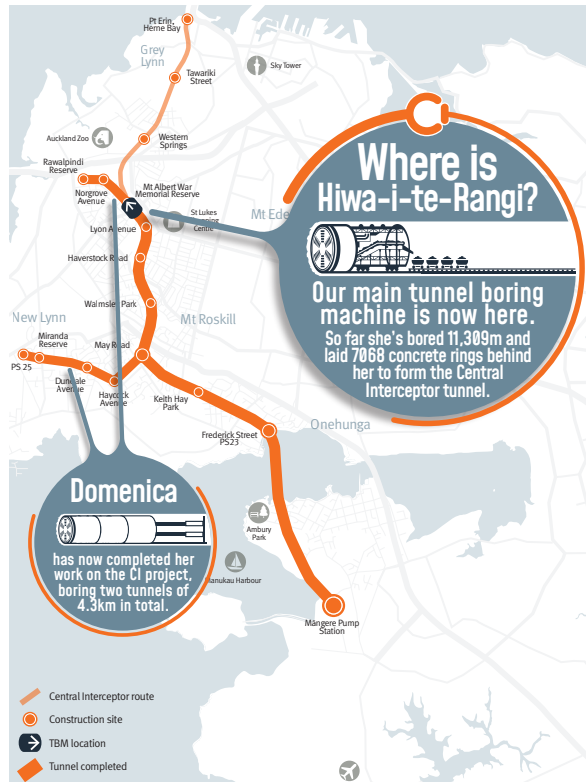 Pt Erin,
Herne Bay
Grey
Lynn
Sky Tower
Tawariki
Street
Auckland Zoo
Western
Springs
Rawalpindi
Reserve
Norgrove
Avenue
Mt Albert War
Memorial Reserve
St Lukes
Centre
Mt Ede
Lyon Avenue
Haverstock Road
Walmsley Park
New Lynn
Mt Roskill
Miranda
Reserve
May Road
PS 25
Dundale
Avenue
Haycock
Avenue
Keith Hay
Park
Onehunga
Frederick Street
PS23
Ambury
Park
Manukau Harbour
Māngere Pump
Station
Where is
Hiwa-i-te-Rangi?
Our main tunnel boring
machine is now here.
So far she's bored 11,309m and
laid 7068 concrete rings behind
her to form the Central
Interceptor tunnel.
Domenica
has now completed her
work on the CI project,
boring two tunnels of
4.3km in total.
Central Interceptor route
Construction site
TBM location
Tunnel completed